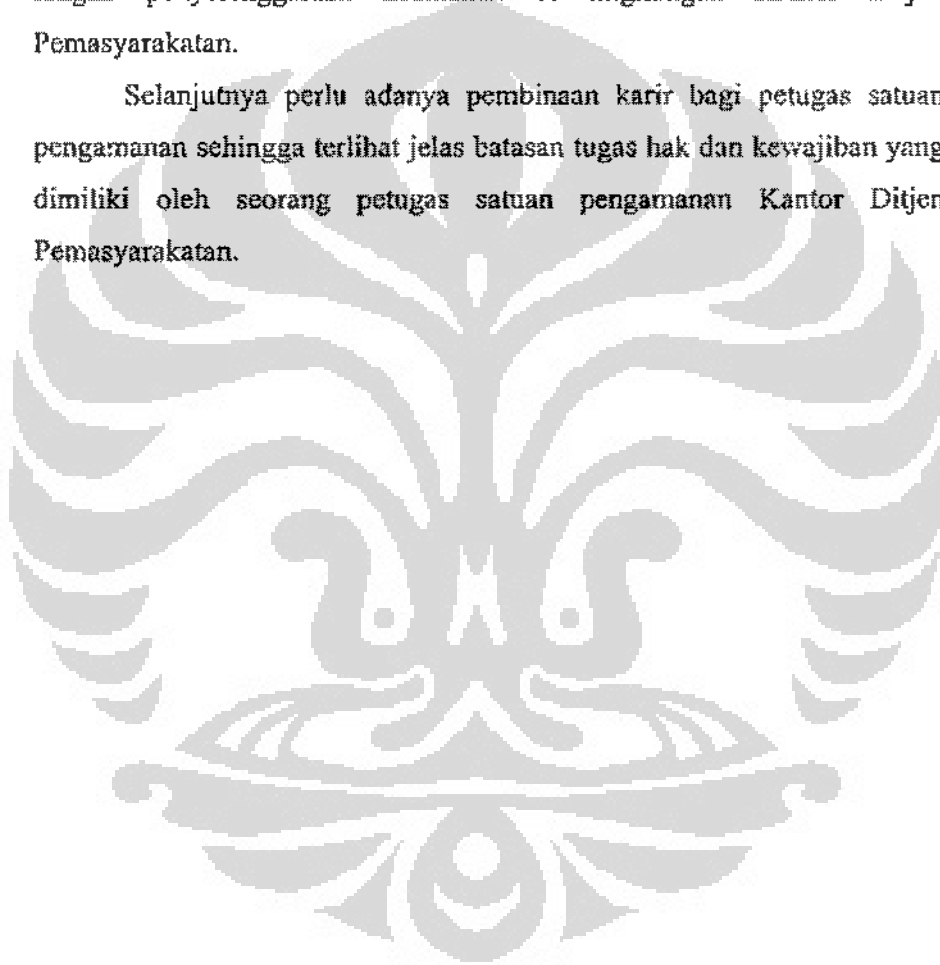 Pemasyarakatan.
Selanjutnya perlu adanya pembinaan karir bagi petugas satuan
pengamanan sehingga terlihat jelas batasan tugas hak dan kewajiban yang
dimiliki oleh seorang petugas satuan pengamanan Kantor Ditjen
Pemasyarakatan.